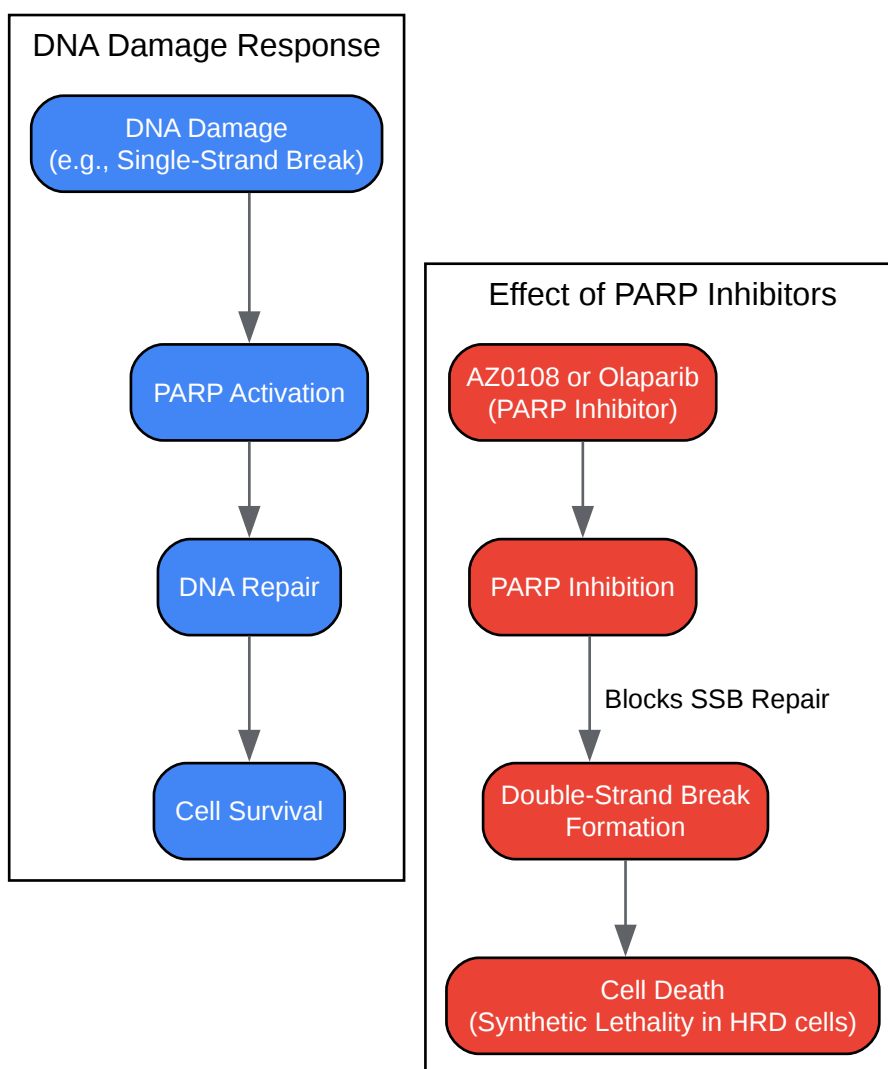 DNA Damage Response
DNA Damage
(e.g., Single-Strand Break)
PARP Activation
DNA Repair
Cell Survival
Effect of PARP Inhibitors
AZ0108 or Olaparib
(PARP Inhibitor)
PARP Inhibition
Blocks SSB Repair
Double-Strand Break
Formation
Cell Death
(Synthetic Lethality in HRD cells)